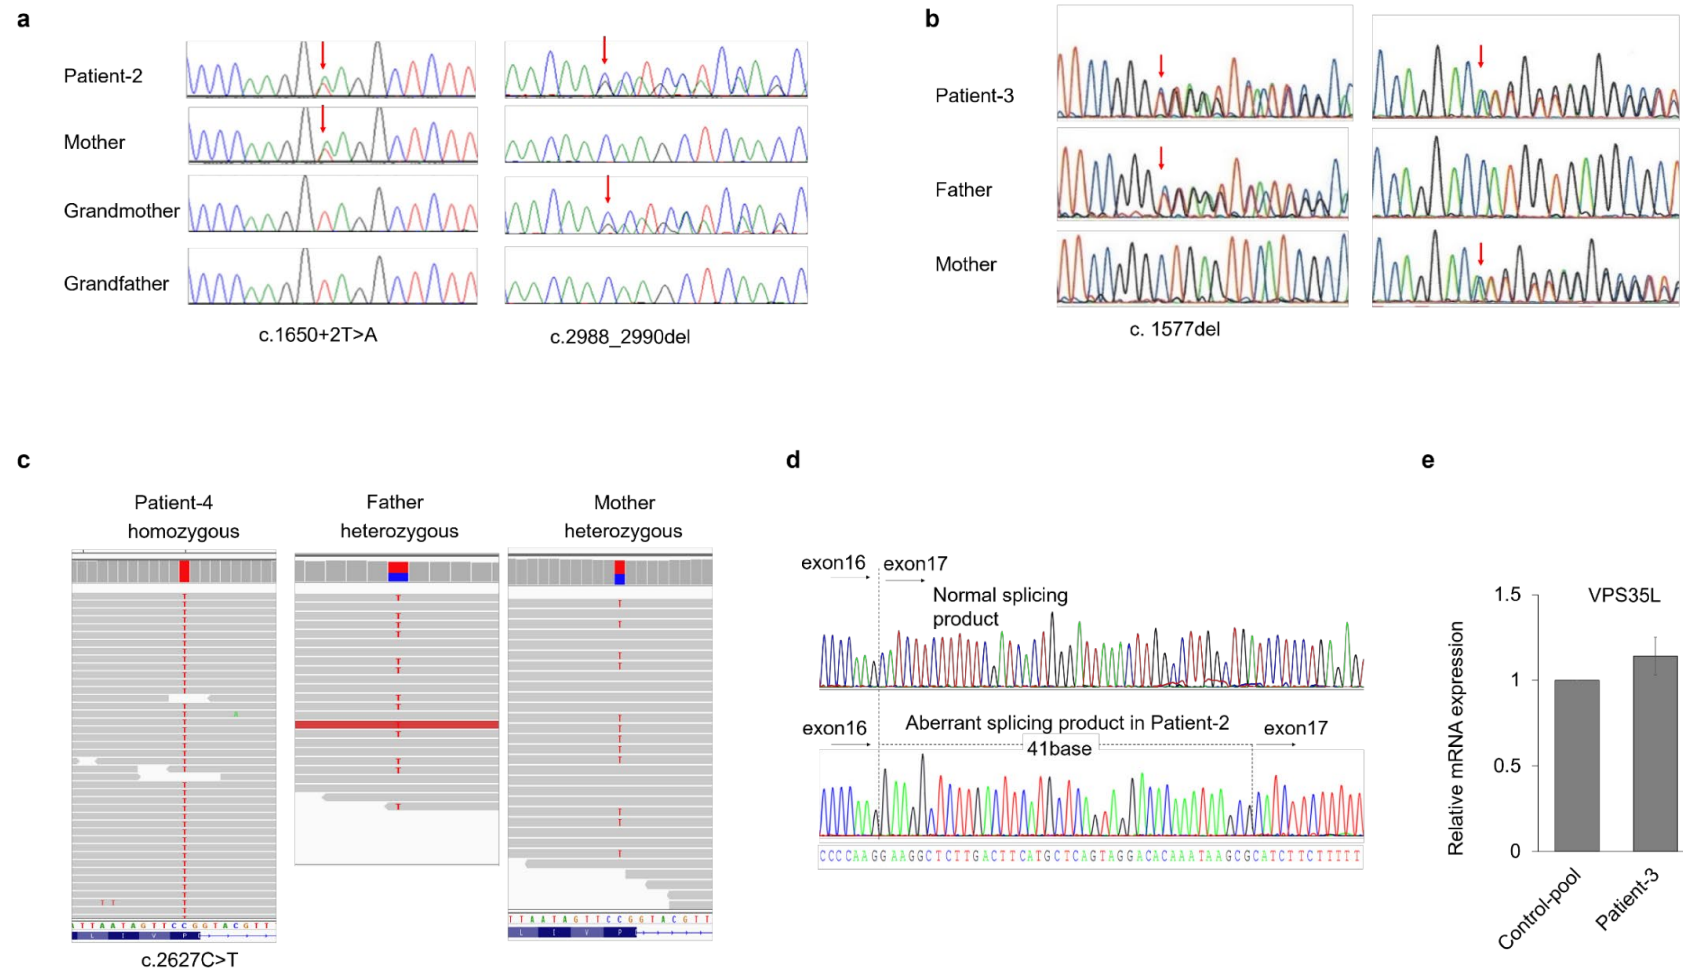 a
Patient-2
Mother
Grandmother
Grandfather
c.1650+2T>A
c.2988_2990del
b
Patient-3
Father
Mother
c. 1577del
c
Patient-4
homozygous
Father
heterozygous
Mother
heterozygous
T
A
ATTAATAGTTCCGGTACGTT
L I V P
TTAATAGTTCCGGTACGTT
L I V P
c.2627C>T
d
exon16
exon17
Normal splicing
product
Aberrant splicing product in Patient-2
exon16
41base
exon17
CCCCAAGGAAGGCTCTTGACTTCATGCTCAGTAGGACACAAATAAGCGCATCTTCTTTTT
e
VPS35L
Relative mRNA expression
1.5
1
0.5
0
Control-pool
Patient-3